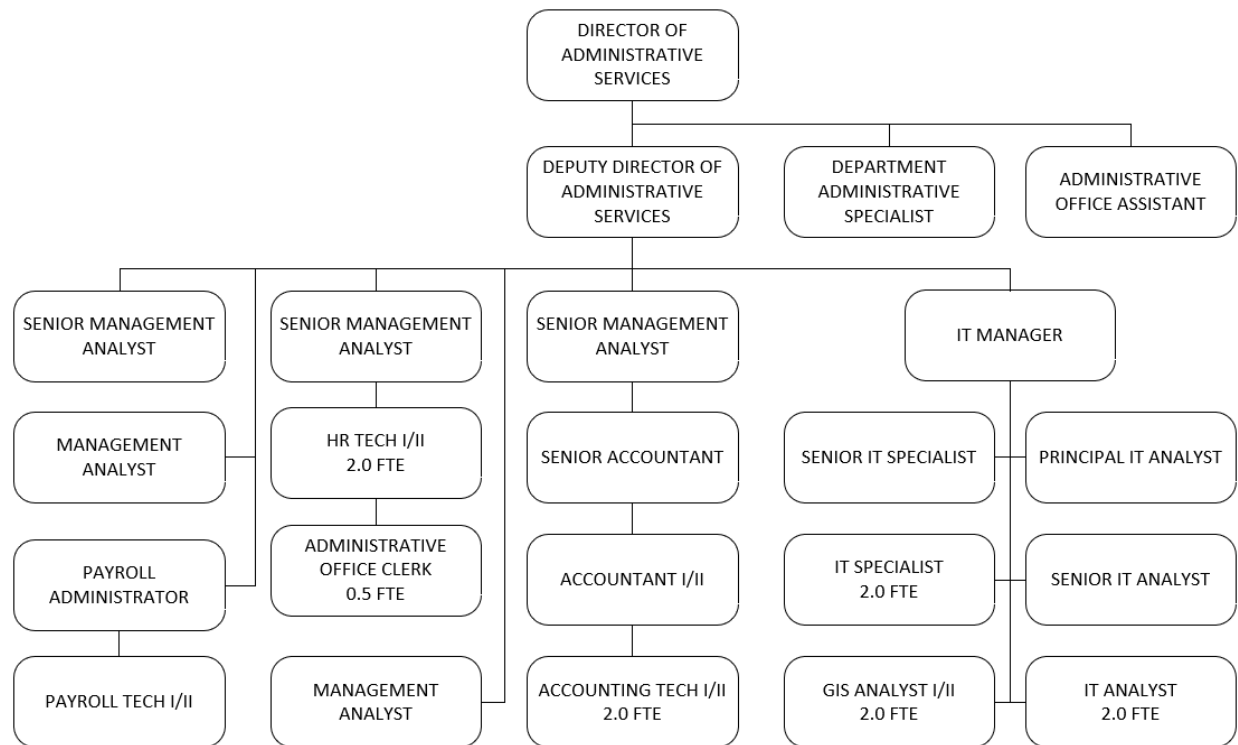 DIRECTOR OF
ADMINISTRATIVE
SERVICES
DEPUTY DIRECTOR OF
ADMINISTRATIVE
SERVICES
DEPARTMENT
ADMINISTRATIVE
SPECIALIST
ADMINISTRATIVE
OFFICE ASSISTANT
SENIOR MANAGEMENT
ANALYST
SENIOR MANAGEMENT
ANALYST
SENIOR MANAGEMENT
ANALYST
IT MANAGER
MANAGEMENT
ANALYST
HR TECH I/II
2.0 FTE
SENIOR ACCOUNTANT
SENIOR IT SPECIALIST
PRINCIPAL IT ANALYST
PAYROLL
ADMINISTRATOR
ADMINISTRATIVE
OFFICE CLERK
0.5 FTE
ACCOUNTANT I/II
IT SPECIALIST
2.0 FTE
SENIOR IT ANALYST
PAYROLL TECH I/II
MANAGEMENT
ANALYST
ACCOUNTING TECH I/II
2.0 FTE
GIS ANALYST I/II
2.0 FTE
IT ANALYST
2.0 FTE